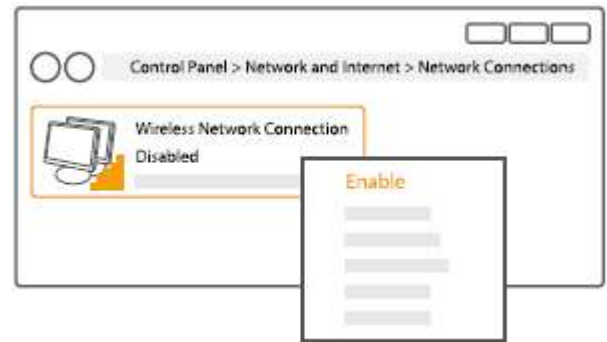 Control Panel > Network and Internet > Network Connections
Wireless Network Connection
Disabled
Enable